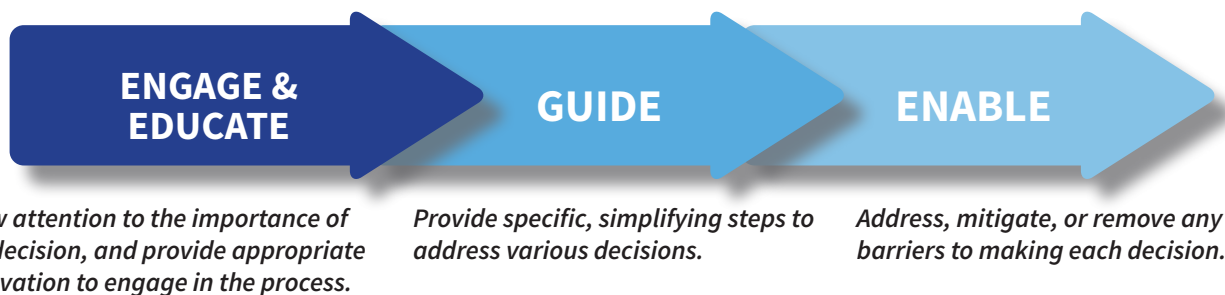 ENGAGE &
EDUCATE
GUIDE
ENABLE
attention to the importance of
decision, and provide appropriate
to engage in the process.
Provide specific, simplifying steps to
address various decisions.
Address, mitigate, or remove any
barriers to making each decision.